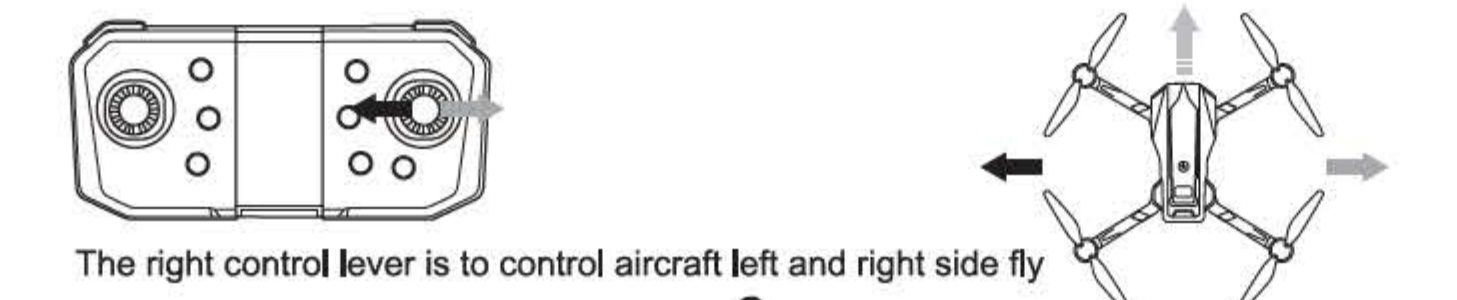 The right control lever is to control aircraft left and right side fly